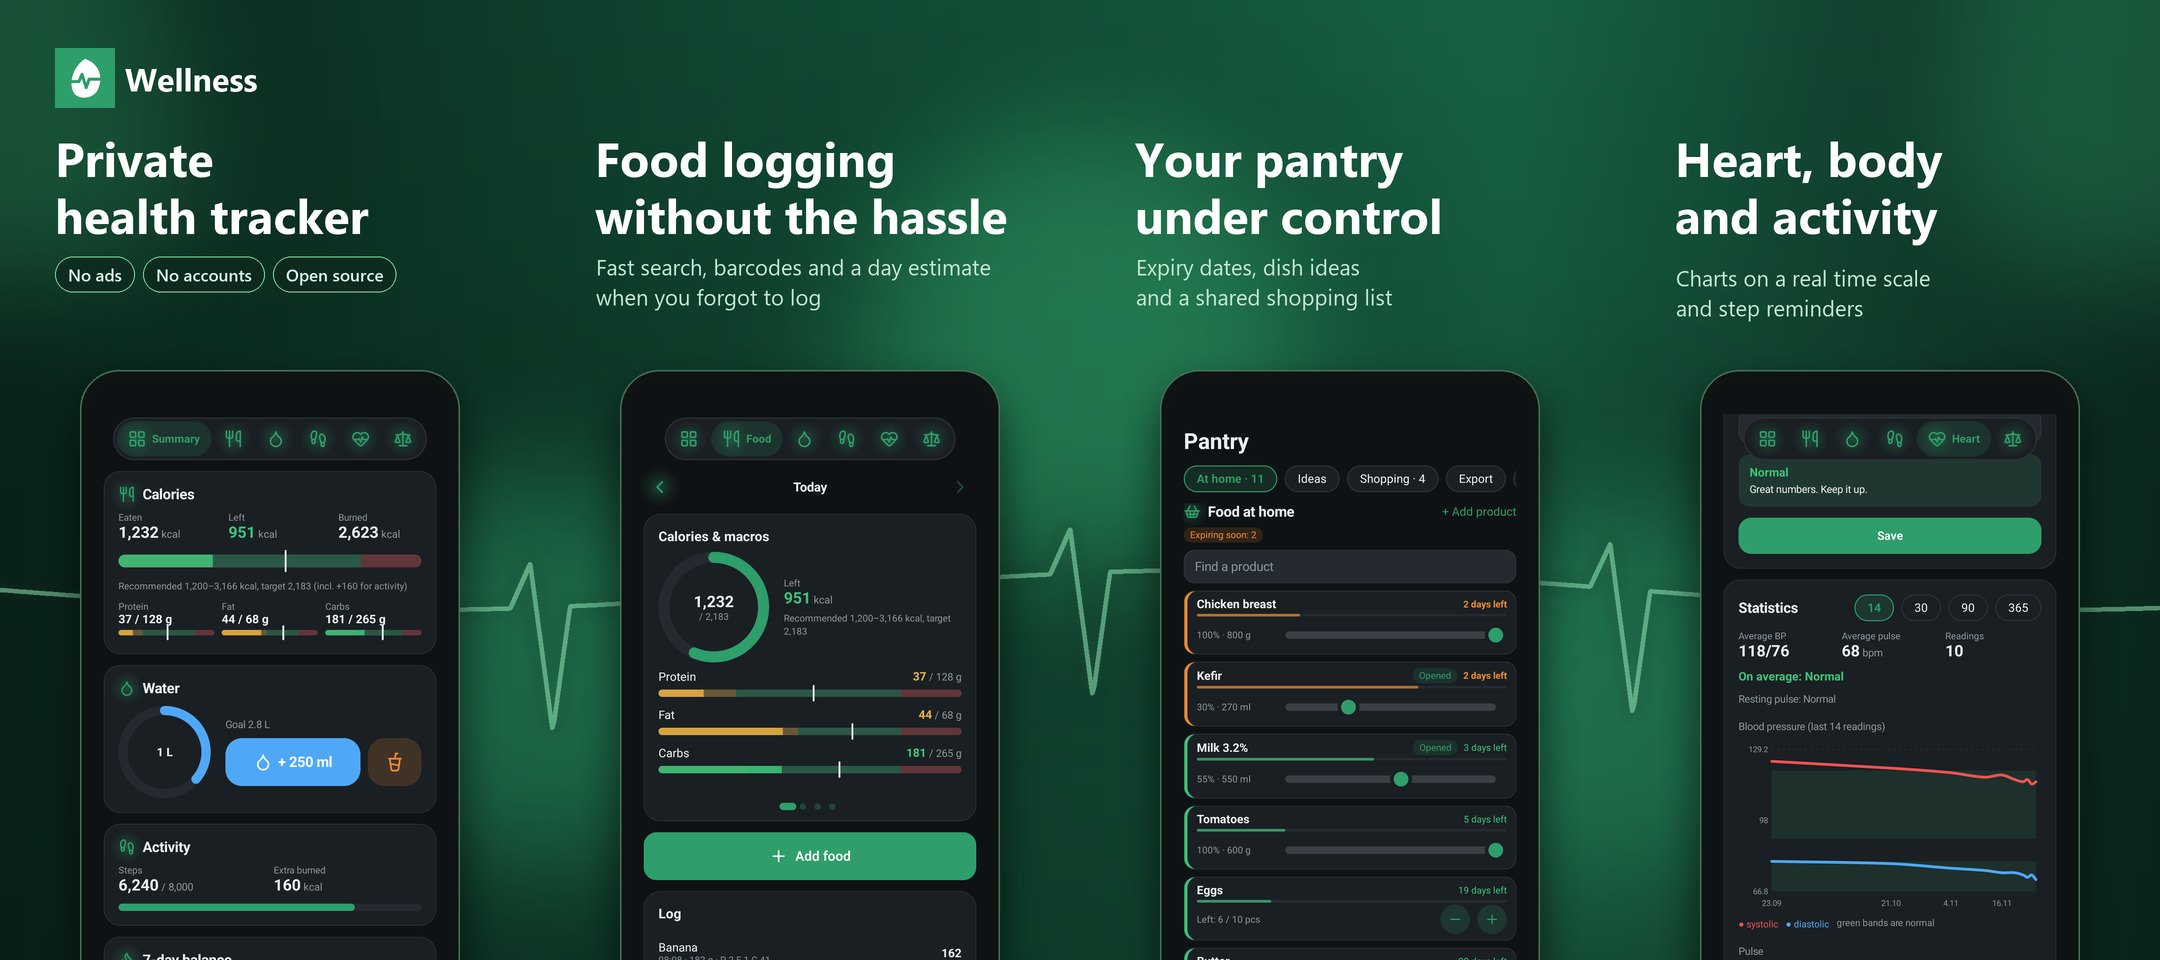 Wellness
Private
health tracker
No ads
No accounts
Open source
Summary
Calories
Eaten
Left
Burned
1,232 kcal
951 kcal
2,623 kcal
Recommended 1,200–3,166 kcal, target 2,183 (incl. +160 for activity)
Protein
Fat
Carbs
37 / 128 g
44 / 68 g
181 / 265 g
Water
1 L
Goal 2.8 L
+ 250 ml
Activity
Steps
Extra burned
6,240 / 8,000
160 kcal
7-day balance
Food logging
without the hassle
Fast search, barcodes and a day estimate
when you forgot to log
Food
Today
Calories & macros
1,232
/ 2,183
Left
951 kcal
Recommended 1,200–3,166 kcal, target
2,183
Protein
37 / 128 g
Fat
44 / 68 g
Carbs
181 / 265 g
+ Add food
Log
Banana
162
Your pantry
under control
Expiry dates, dish ideas
and a shared shopping list
Pantry
At home · 11
Ideas
Shopping · 4
Export
Food at home
+ Add product
Expiring soon: 2
Find a product
Chicken breast
2 days left
100% · 800 g
Kefir
Opened
2 days left
30% · 270 ml
Milk 3.2%
Opened
3 days left
55% · 550 ml
Tomatoes
5 days left
100% · 600 g
Eggs
19 days left
Left: 6 / 10 pcs
Heart, body
and activity
Charts on a real time scale
and step reminders
Heart
Normal
Great numbers. Keep it up.
Save
Statistics
14
30
90
365
Average BP
Average pulse
Readings
118/76
68 bpm
10
On average: Normal
Resting pulse: Normal
Blood pressure (last 14 readings)
129.2
98
66.8
23.09
21.10
4.11
16.11
systolic
diastolic
green bands are normal
Pulse